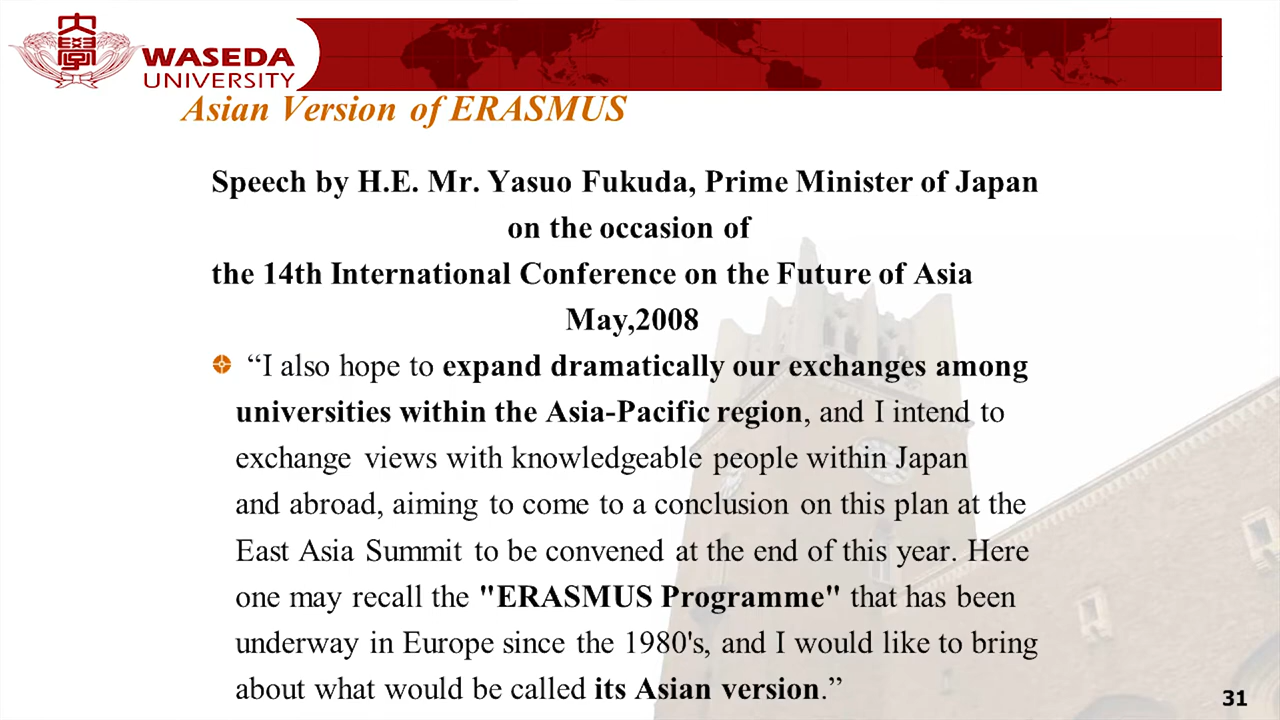 大學
WASEDA
UNIVERSITY
Asian Version of ERASMUS
Speech by H.E. Mr. Yasuo Fukuda, Prime Minister of Japan
on the occasion of
the 14th International Conference on the Future of Asia
May,2008
“I also hope to expand dramatically our exchanges among
universities within the Asia-Pacific region, and I intend to
exchange views with knowledgeable people within Japan
and abroad, aiming to come to a conclusion on this plan at the
East Asia Summit to be convened at the end of this year. Here
one may recall the "ERASMUS Programme" that has been
underway in Europe since the 1980's, and I would like to bring
about what would be called its Asian version.”
31